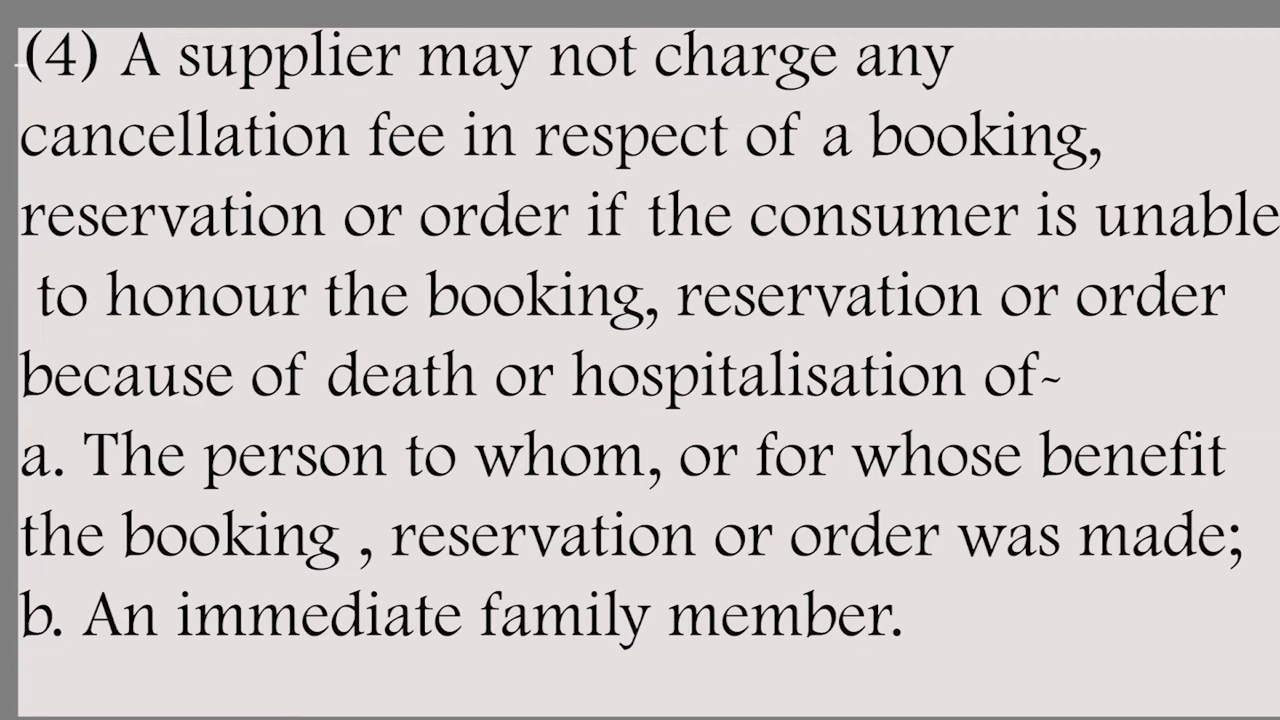 (4) A supplier may not charge any
cancellation fee in respect of a booking,
reservation or order if the consumer is unable
to honour the booking, reservation or order
because of death or hospitalisation of~
a. The person to whom, or for whose benefit
the booking , reservation or order was made;
b. An immediate family member.